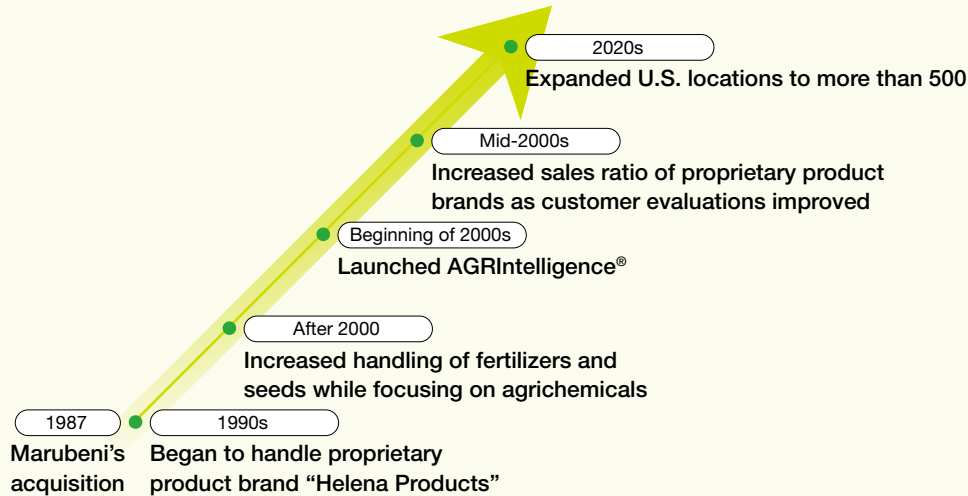 2020s
Expanded U.S. locations to more than 500
Mid-2000s
Increased sales ratio of proprietary product
brands as customer evaluations improved
Beginning of 2000s
Launched AGRIntelligence®
After 2000
Increased handling of fertilizers and
seeds while focusing on agrichemicals
1987
Marubeni's
acquisition
1990s
Began to handle proprietary
product brand “Helena Products”